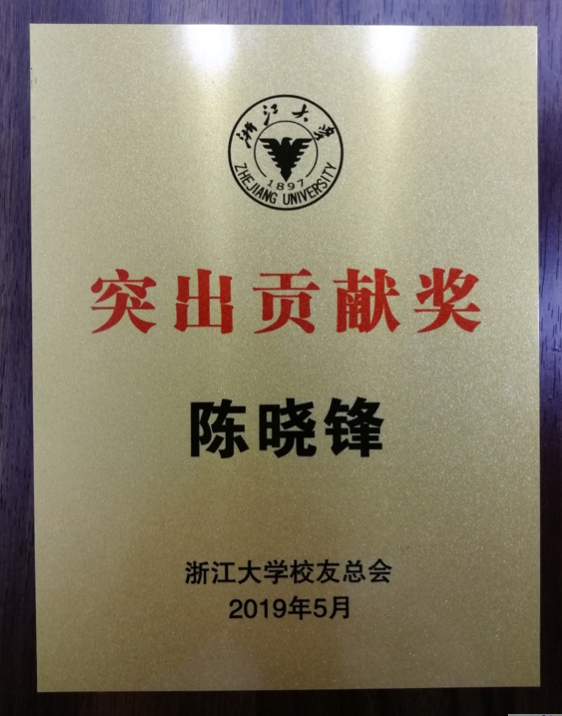 浙江大学
1897
ZHEJIANG UNIVERSITY
突出贡献奖
陈晓锋
浙江大学校友总会
2019年5月